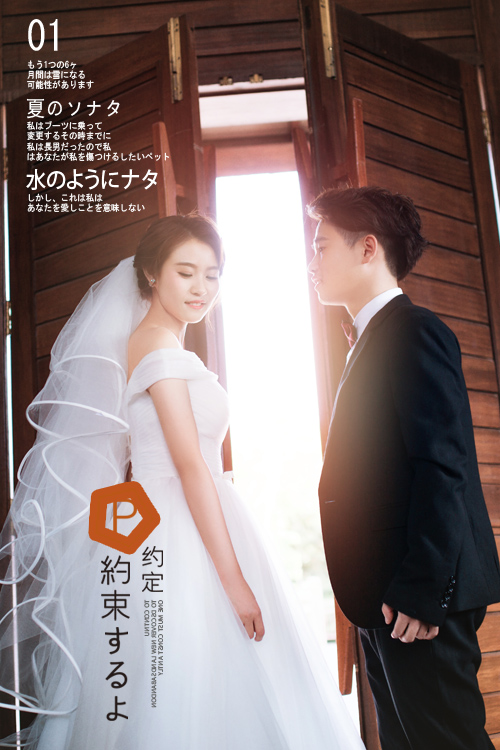 01
もう1つの6ヶ
月間は雪になる
可能性があります
夏のソナタ
私はブーツに乗って
変更するその時までに
私は長男だったので私
はあなたが私を傷つけるしたいペット
水のようにナタ
しかし、これは私は
あなたを愛しことを意味しない
P
约定
約束するよ